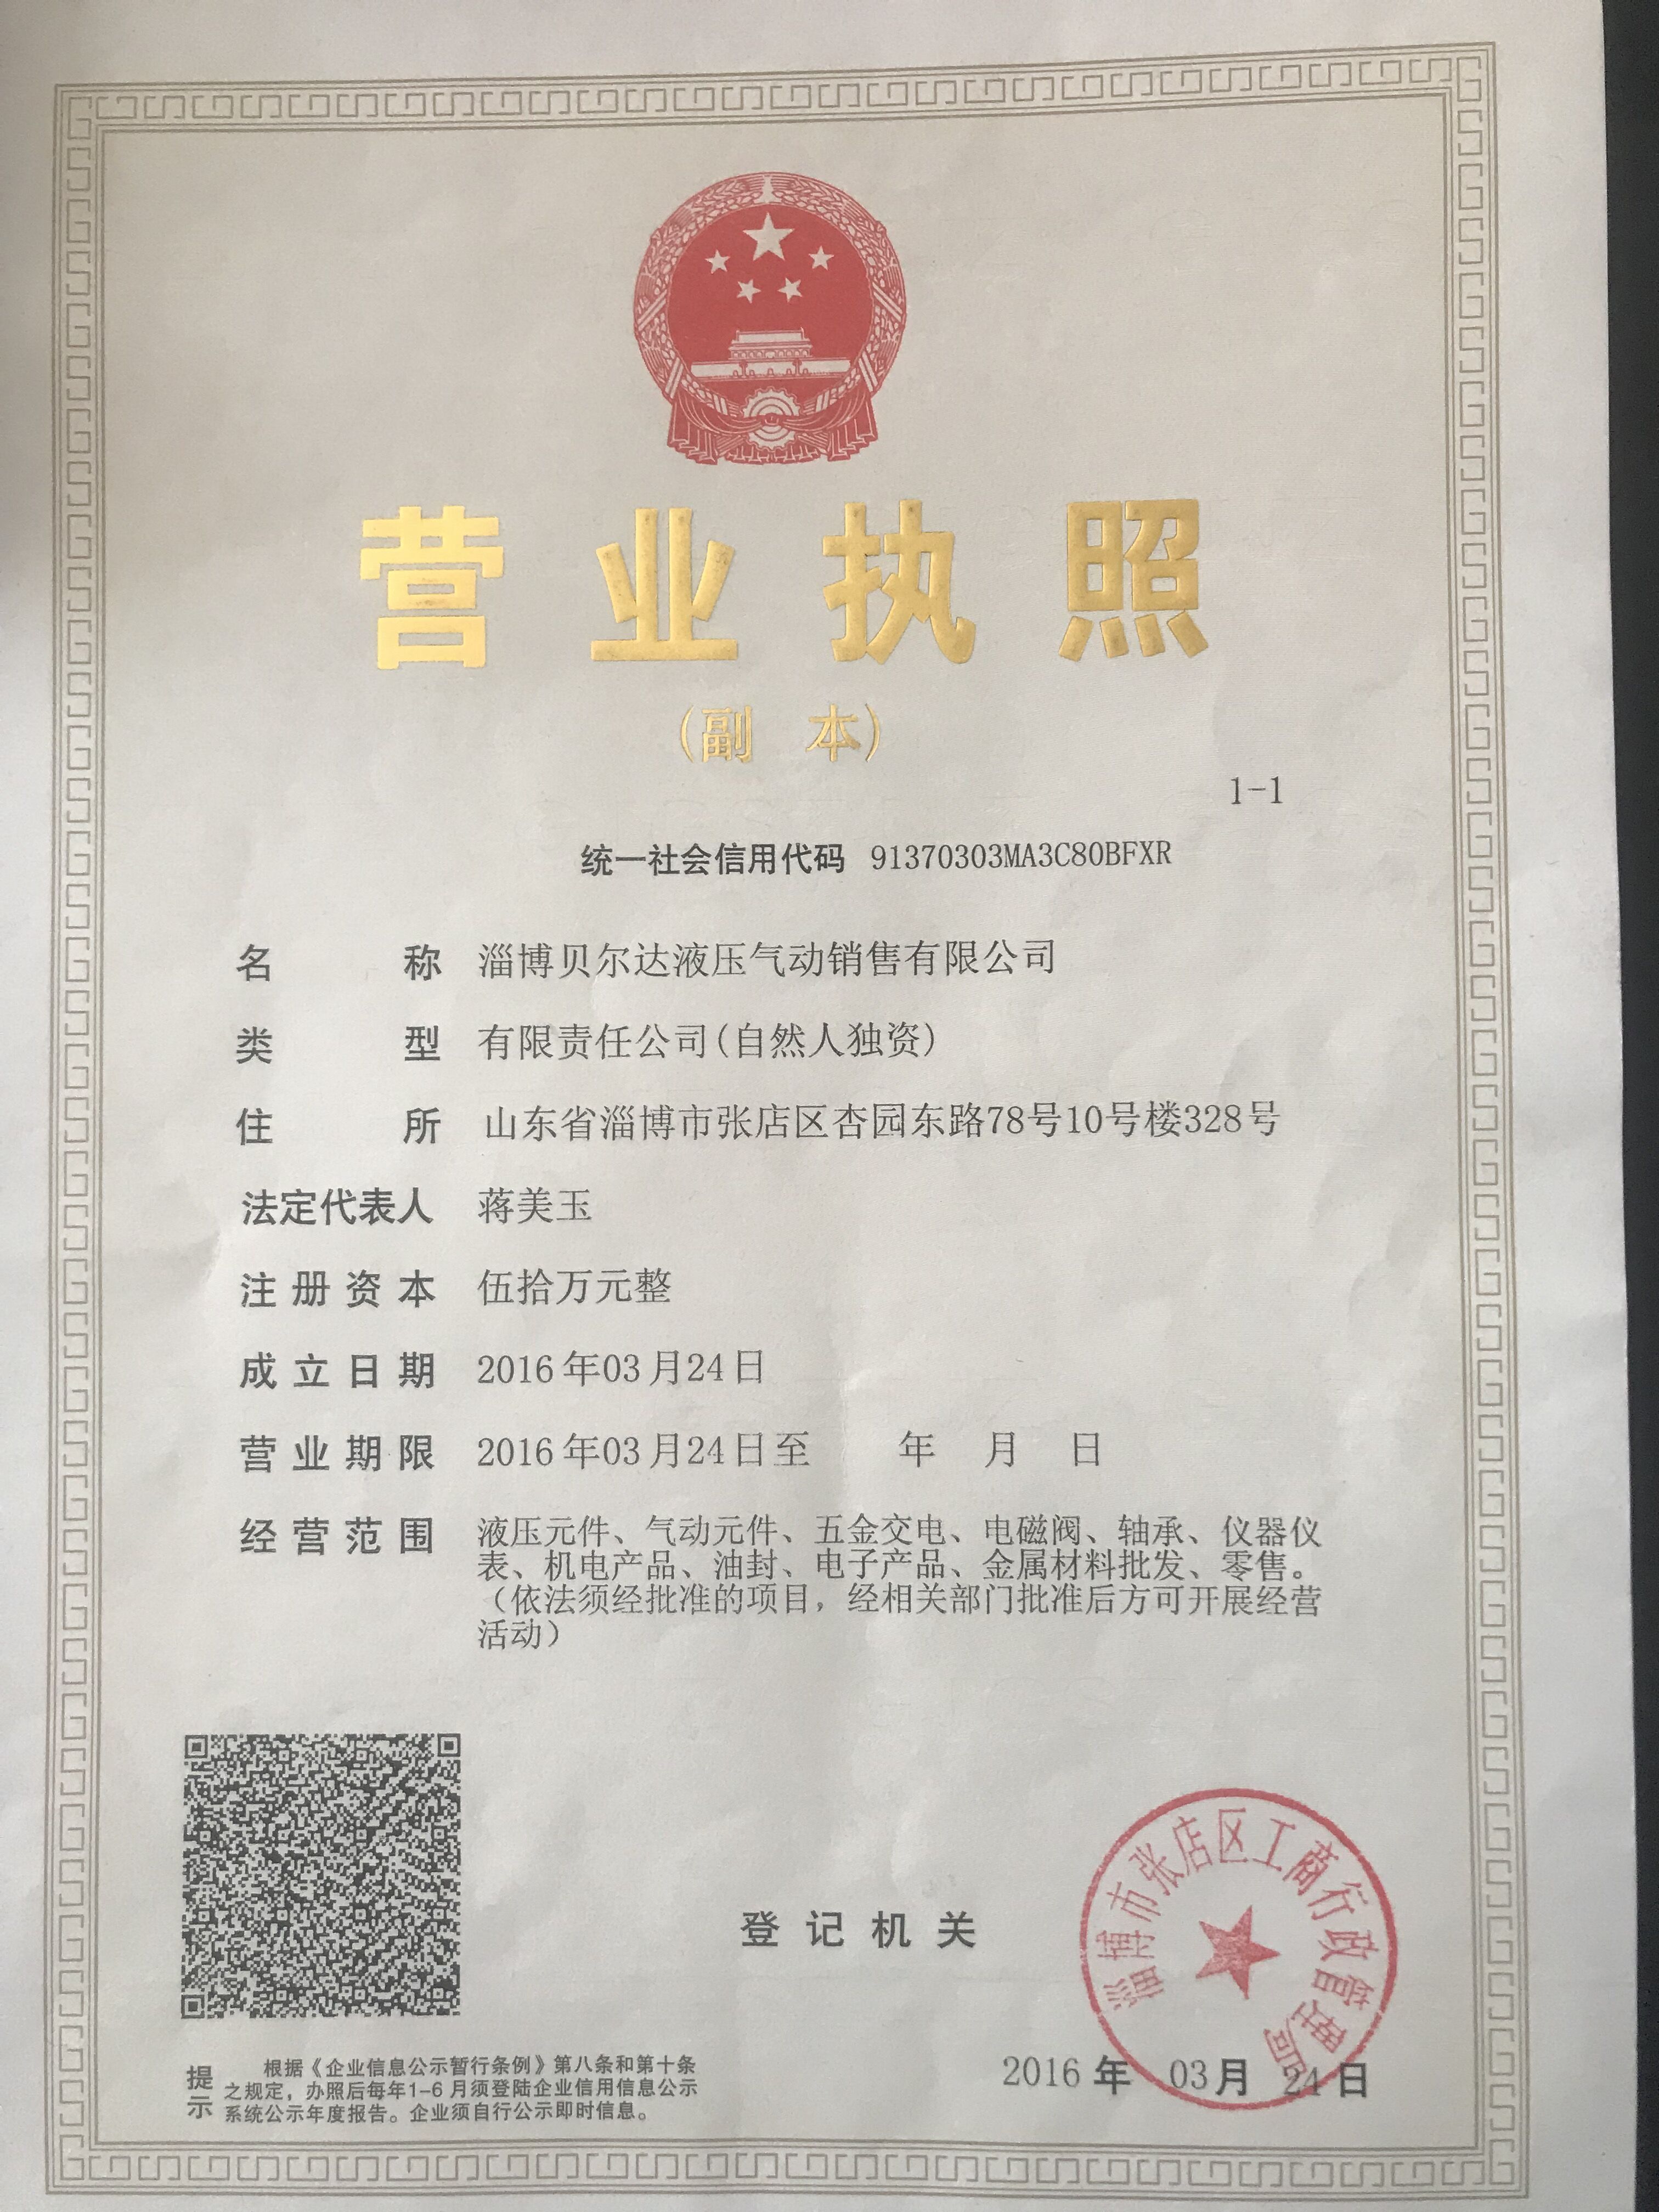 营业执照
(副 本)
1-1
统一社会信用代码 91370303MA3C80BFXR
名称 淄博贝尔达液压气动销售有限公司
类型 有限责任公司(自然人独资)
住所 山东省淄博市张店区杏园东路78号10号楼328号
法定代表人 蒋美玉
注册资本 伍拾万元整
成立日期 2016年03月24日
营业期限 2016年03月24日至 年 月 日
经营范围 液压元件、气动元件、五金交电、电磁阀、轴承、仪器仪
表、机电产品、油封、电子产品、金属材料批发、零售。
（依法须经批准的项目，经相关部门批准后方可开展经营
活动）
登记机关
淄博市张店区工商行政管理局
2016年 03月 24日
提示 根据《企业信息公示暂行条例》第八条和第十条
之规定，办照后每年1-6月须登陆企业信用信息公示
系统公示年度报告。企业须自行公示即时信息。